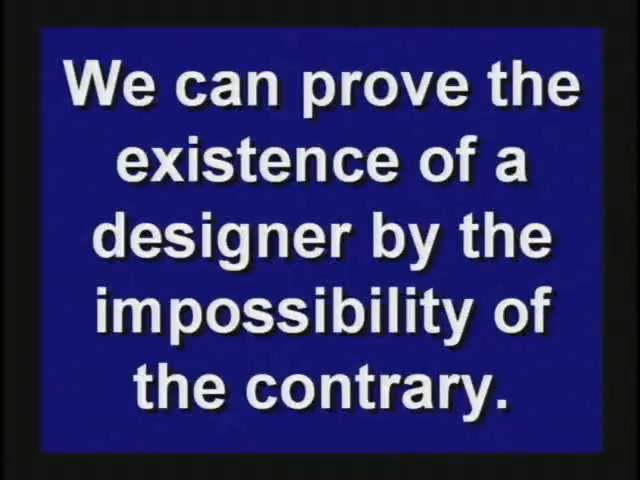 We can prove the
existence of a
designer by the
impossibility of
the contrary.